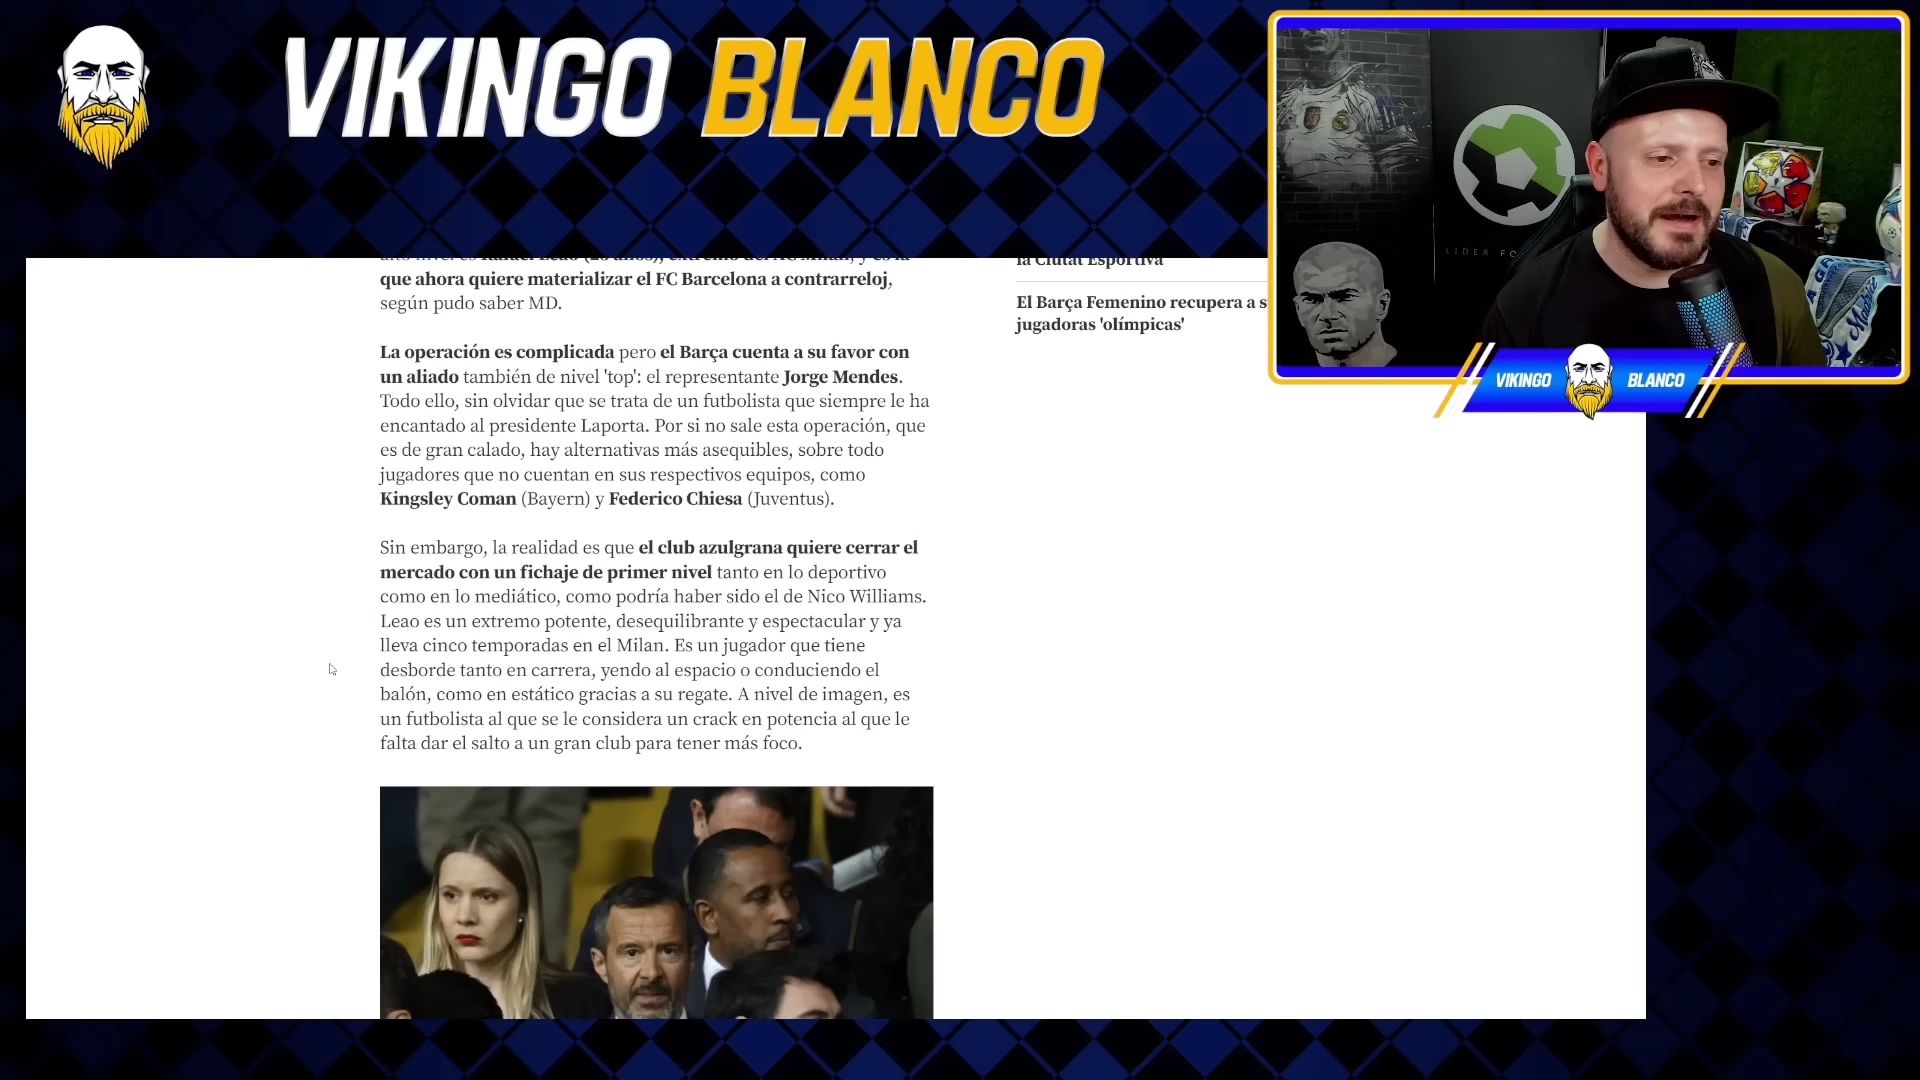 VIKINGO BLANCO
que ahora quiere materializar el FC Barcelona a contrarreloj,
según pudo saber MD.
La operación es complicada pero el Barça cuenta a su favor con
un aliado también de nivel 'top': el representante Jorge Mendes.
Todo ello, sin olvidar que se trata de un futbolista que siempre le ha
encantado al presidente Laporta. Por si no sale esta operación, que
es de gran calado, hay alternativas más asequibles, sobre todo
jugadores que no cuentan en sus respectivos equipos, como
Kingsley Coman (Bayern) y Federico Chiesa (Juventus).
Sin embargo, la realidad es que el club azulgrana quiere cerrar el
mercado con un fichaje de primer nivel tanto en lo deportivo
como en lo mediático, como podría haber sido el de Nico Williams.
Leao es un extremo potente, desequilibrante y espectacular y ya
lleva cinco temporadas en el Milan. Es un jugador que tiene
desborde tanto en carrera, yendo al espacio o conduciendo el
balón, como en estático gracias a su regate. A nivel de imagen, es
un futbolista al que se le considera un crack en potencia al que le
falta dar el salto a un gran club para tener más foco.
la Ciutat Esportiva
El Barça Femenino recupera a s
jugadoras 'olímpicas'
LIDER FO
VIKINGO BLANCO